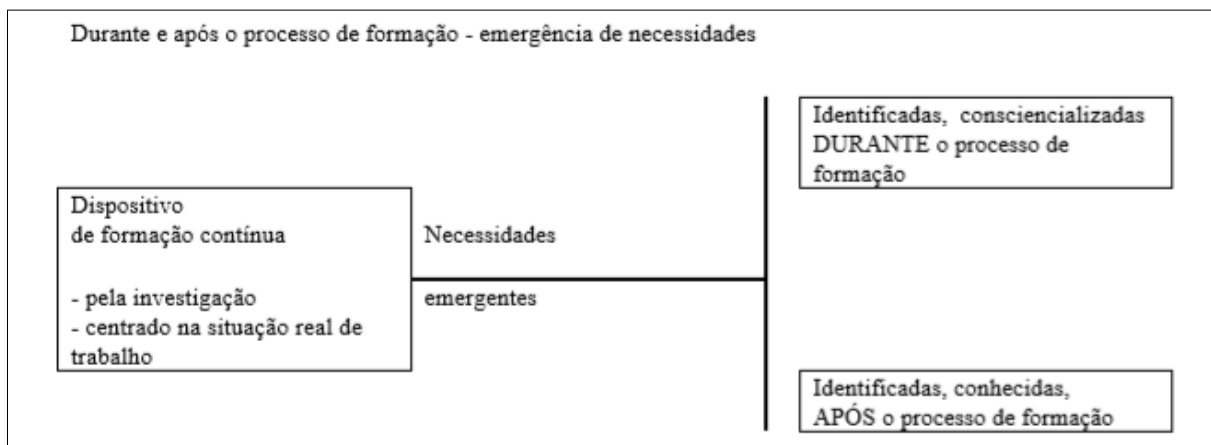 Durante e após o processo de formação - emergência de necessidades
Identificadas, consciencializadas
DURANTE o processo de
formação
Dispositivo
de formação contínua
- pela investigação
- centrado na situação real de
trabalho
Necessidades
emergentes
Identificadas, conhecidas,
APÓS o processo de formação